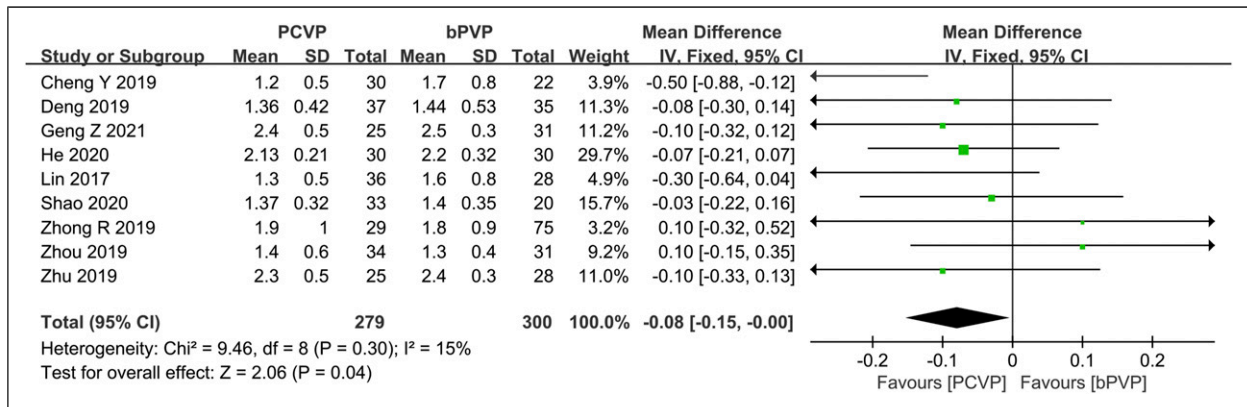 PCVP bPVP Mean Difference Mean Difference
Study or Subgroup Mean SD Total Mean SD Total Weight IV, Fixed, 95% CI IV, Fixed, 95% CI
Cheng Y 2019 1.2 0.5 30 1.7 0.8 22 3.9% -0.50 [-0.88, -0.12]
Deng 2019 1.36 0.42 37 1.44 0.53 35 11.3% -0.08 [-0.30, 0.14]
Geng Z 2021 2.4 0.5 25 2.5 0.3 31 11.2% -0.10 [-0.32, 0.12]
He 2020 2.13 0.21 30 2.2 0.32 30 29.7% -0.07 [-0.21, 0.07]
Lin 2017 1.3 0.5 36 1.6 0.8 28 4.9% -0.30 [-0.64, 0.04]
Shao 2020 1.37 0.32 33 1.4 0.35 20 15.7% -0.03 [-0.22, 0.16]
Zhong R 2019 1.9 1 29 1.8 0.9 75 3.2% 0.10 [-0.32, 0.52]
Zhou 2019 1.4 0.6 34 1.3 0.4 31 9.2% 0.10 [-0.15, 0.35]
Zhu 2019 2.3 0.5 25 2.4 0.3 28 11.0% -0.10 [-0.33, 0.13]
Total (95% CI) 279 300 100.0% -0.08 [-0.15, -0.00]
Heterogeneity: Chi² = 9.46, df = 8 (P = 0.30); I² = 15%
Test for overall effect: Z = 2.06 (P = 0.04)
-0.2 -0.1 0 0.1 0.2
Favours [PCVP] Favours [bPVP]